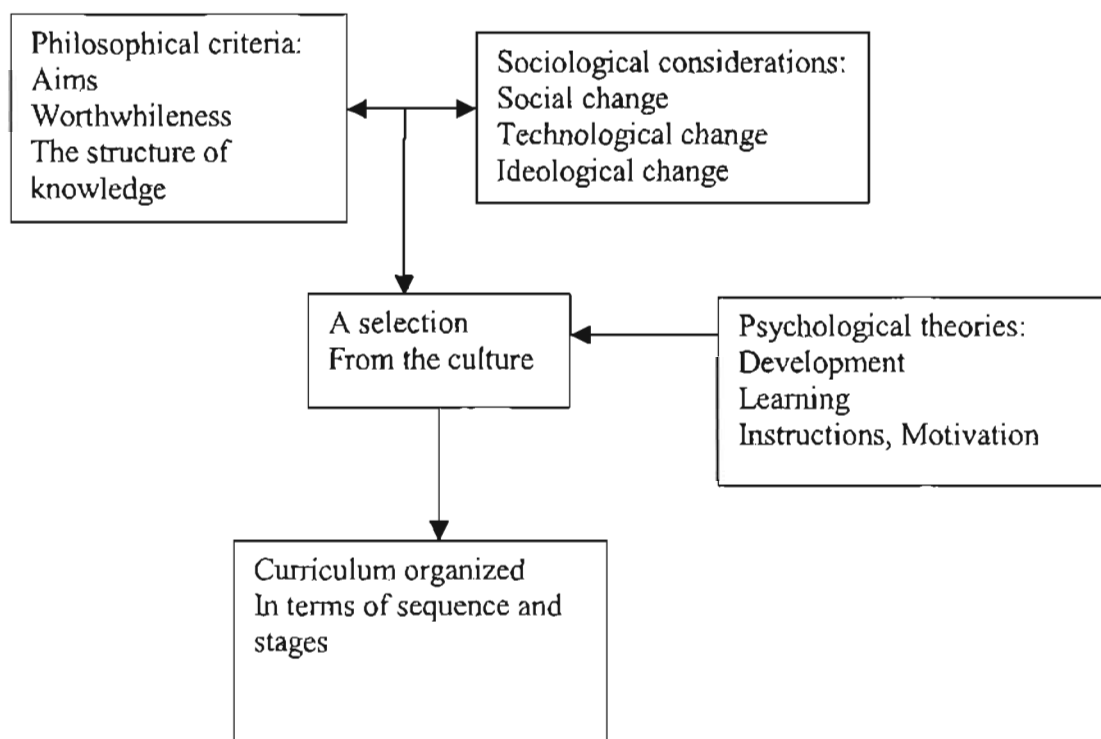 Philosophical criteria:
Aims
Worthwhileness
The structure of
knowledge
Sociological considerations:
Social change
Technological change
Ideological change
A selection
From the culture
Psychological theories:
Development
Learning
Instructions, Motivation
Curriculum organized
In terms of sequence and
stages